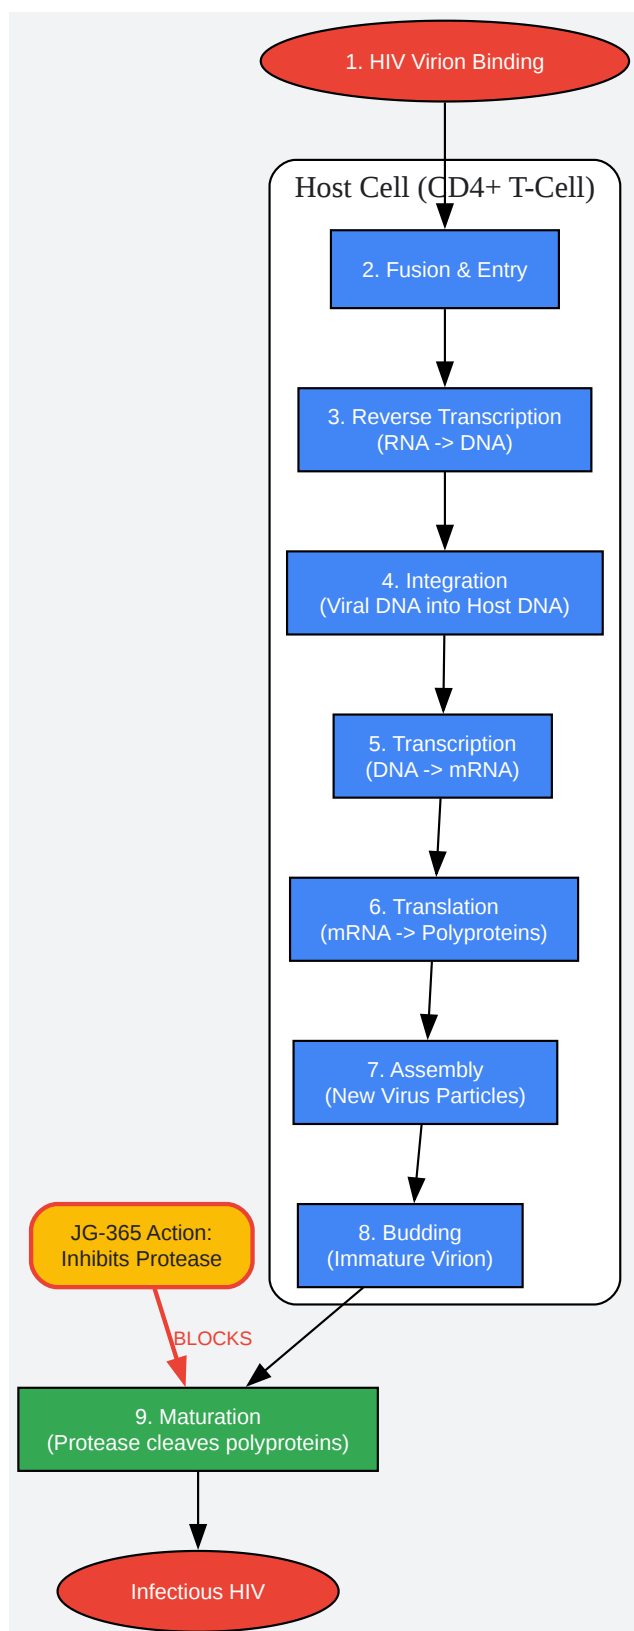 1. HIV Virion Binding
Host Cell (CD4+ T-Cell)
2. Fusion & Entry
3. Reverse Transcription
(RNA -> DNA)
4. Integration
(Viral DNA into Host DNA)
5. Transcription
(DNA -> mRNA)
6. Translation
(mRNA -> Polyproteins)
7. Assembly
(New Virus Particles)
8. Budding
(Immature Virion)
JG-365 Action:
Inhibits Protease
BLOCKS
9. Maturation
(Protease cleaves polyproteins)
Infectious HIV